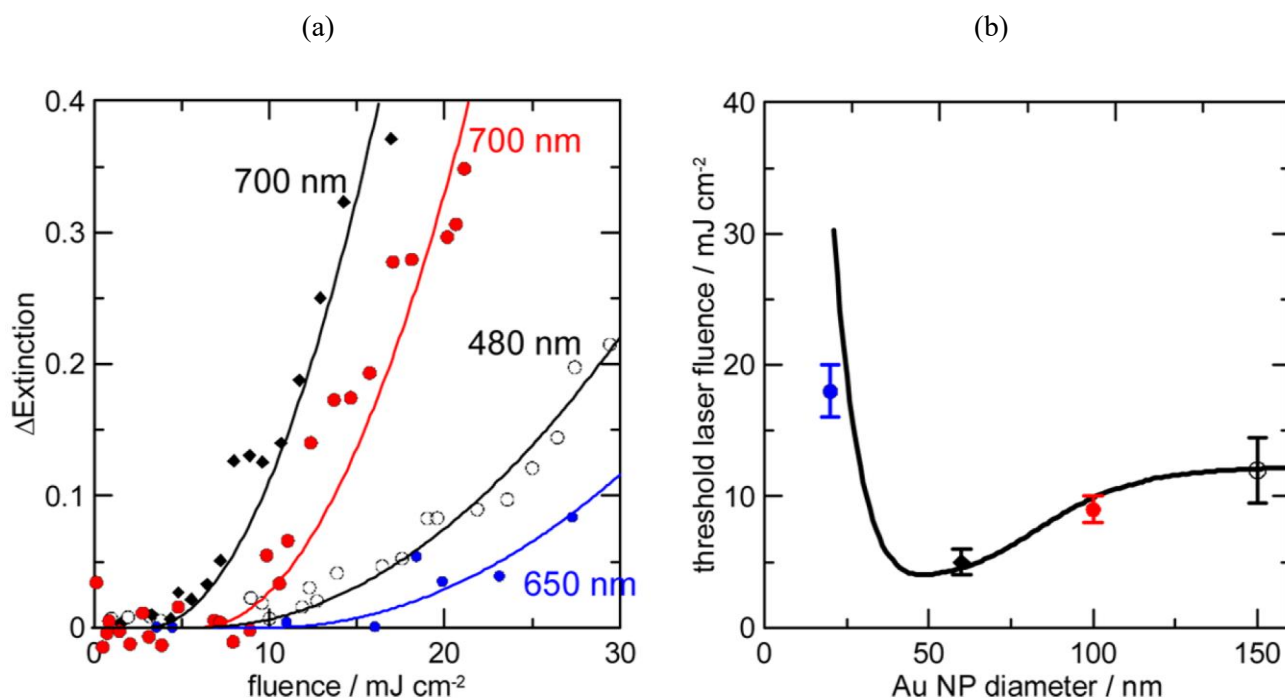 (a)
(b)
0.4
0.3
0.2
0.1
0
0
10
20
30
ΔExtinction
fluence / mJ cm⁻²
700 nm
700 nm
480 nm
650 nm
40
30
20
10
0
0
50
100
150
threshold laser fluence / mJ cm⁻²
Au NP diameter / nm